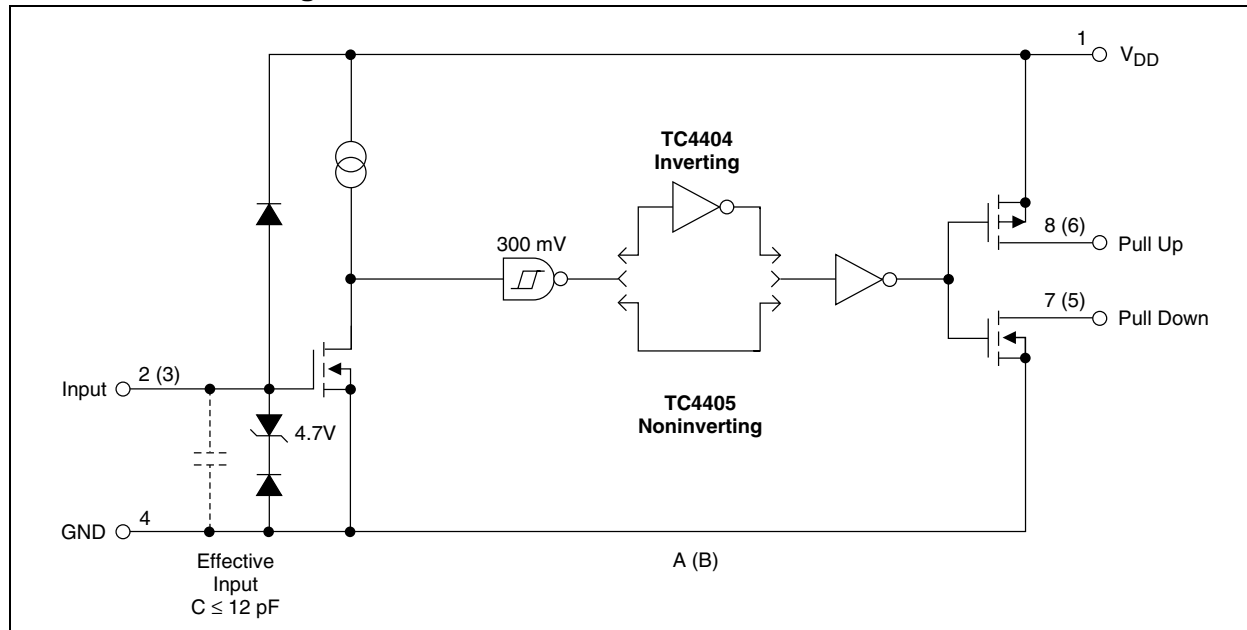 g
1
V_DD
TC4404
Inverting
300 mV
8 (6)
Pull Up
7 (5)
Pull Down
Input
2 (3)
TC4405
Noninverting
4.7V
GND
4
A (B)
Effective
Input
C ≤ 12 pF